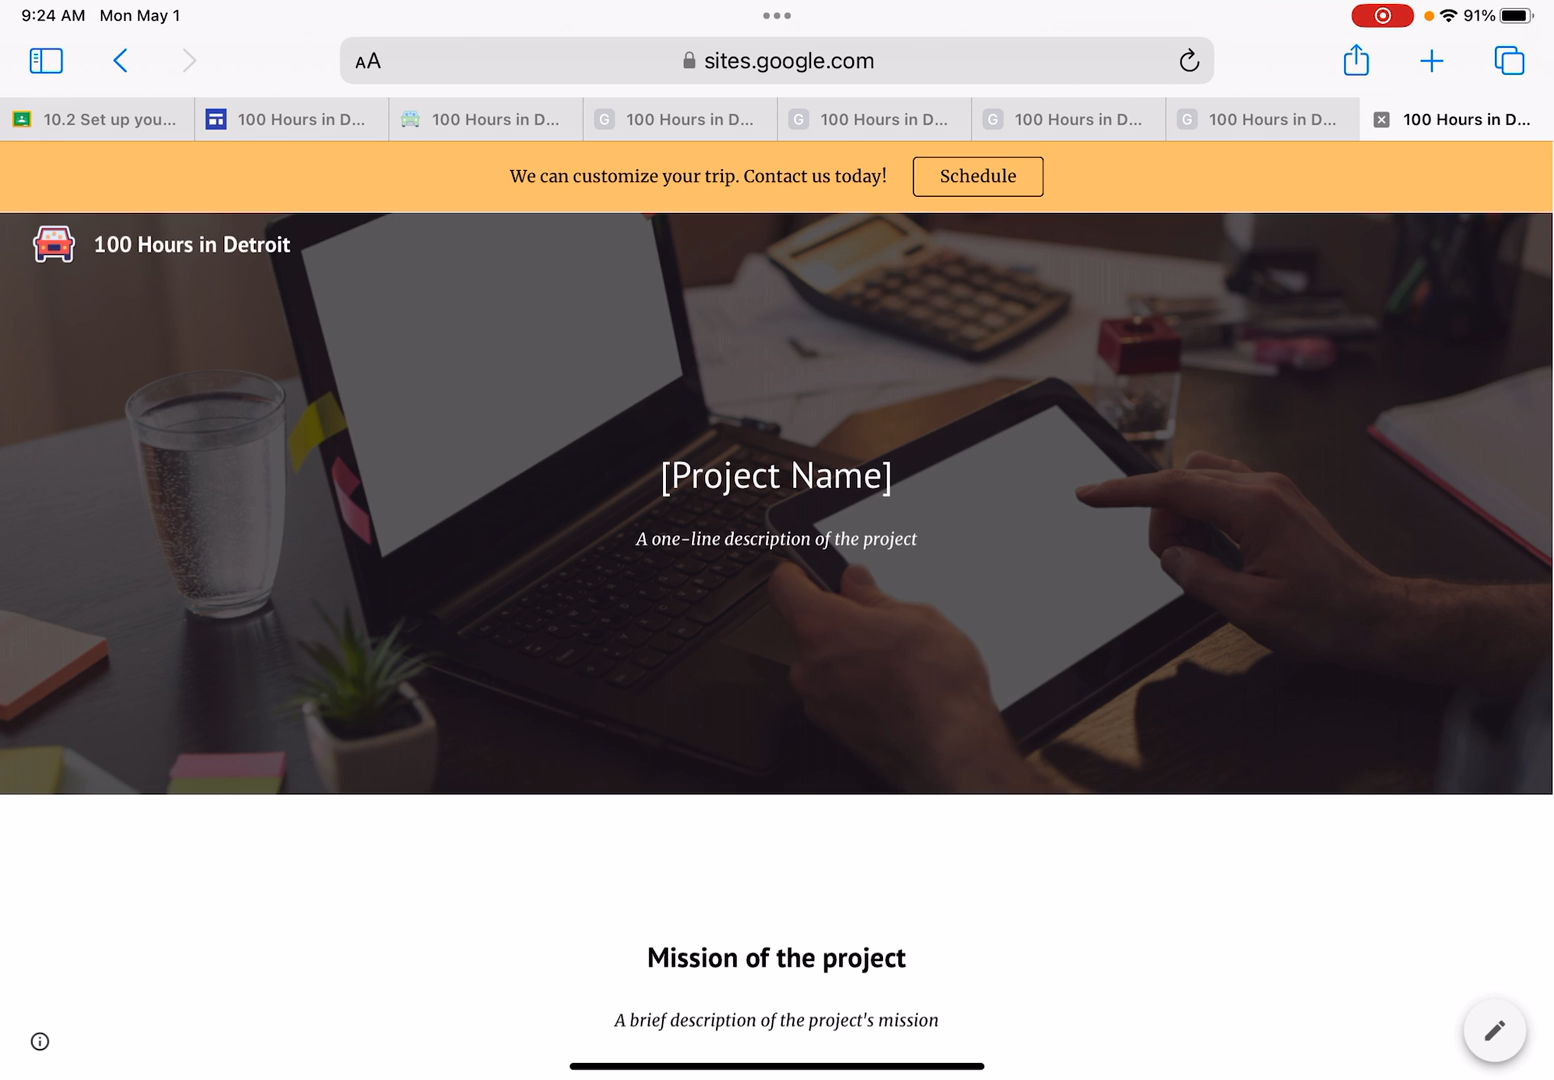 9:24 AM Mon May 1
91%
AA
sites.google.com
10.2 Set up you...
100 Hours in D...
100 Hours in D...
G 100 Hours in D...
G 100 Hours in D...
G 100 Hours in D...
G 100 Hours in D...
100 Hours in D...
We can customize your trip. Contact us today!
Schedule
100 Hours in Detroit
[Project Name]
A one-line description of the project
Mission of the project
A brief description of the project's mission